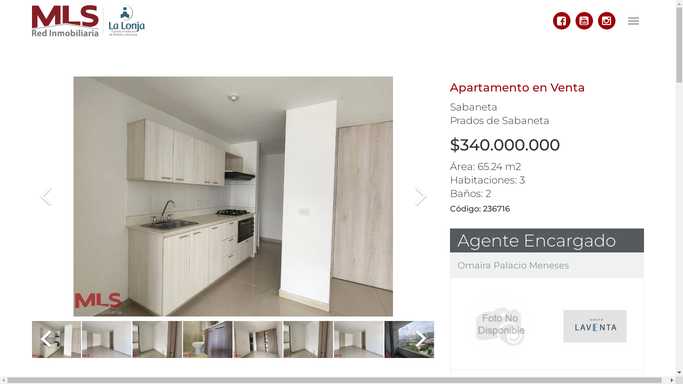 MLS
Red Inmobiliaria
La Lonja
Apartamento en Venta
Sabaneta
Prados de Sabaneta
$340.000.000
Área: 65.24 m2
Habitaciones: 3
Baños: 2
Código: 236716
MLS
Agente Encargado
Omaira Palacio Meneses
Foto No
Disponible
LAVENTA